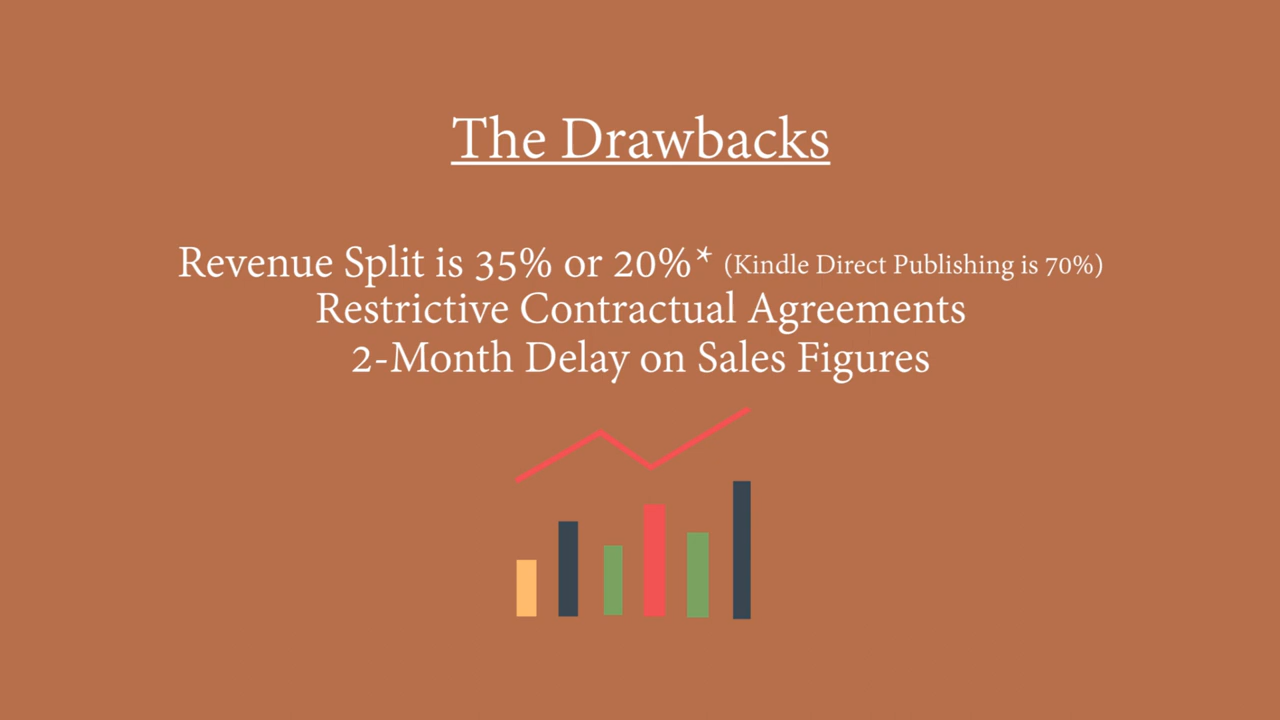 The Drawbacks
Revenue Split is 35% or 20%* (Kindle Direct Publishing is 70%)
Restrictive Contractual Agreements
2-Month Delay on Sales Figures